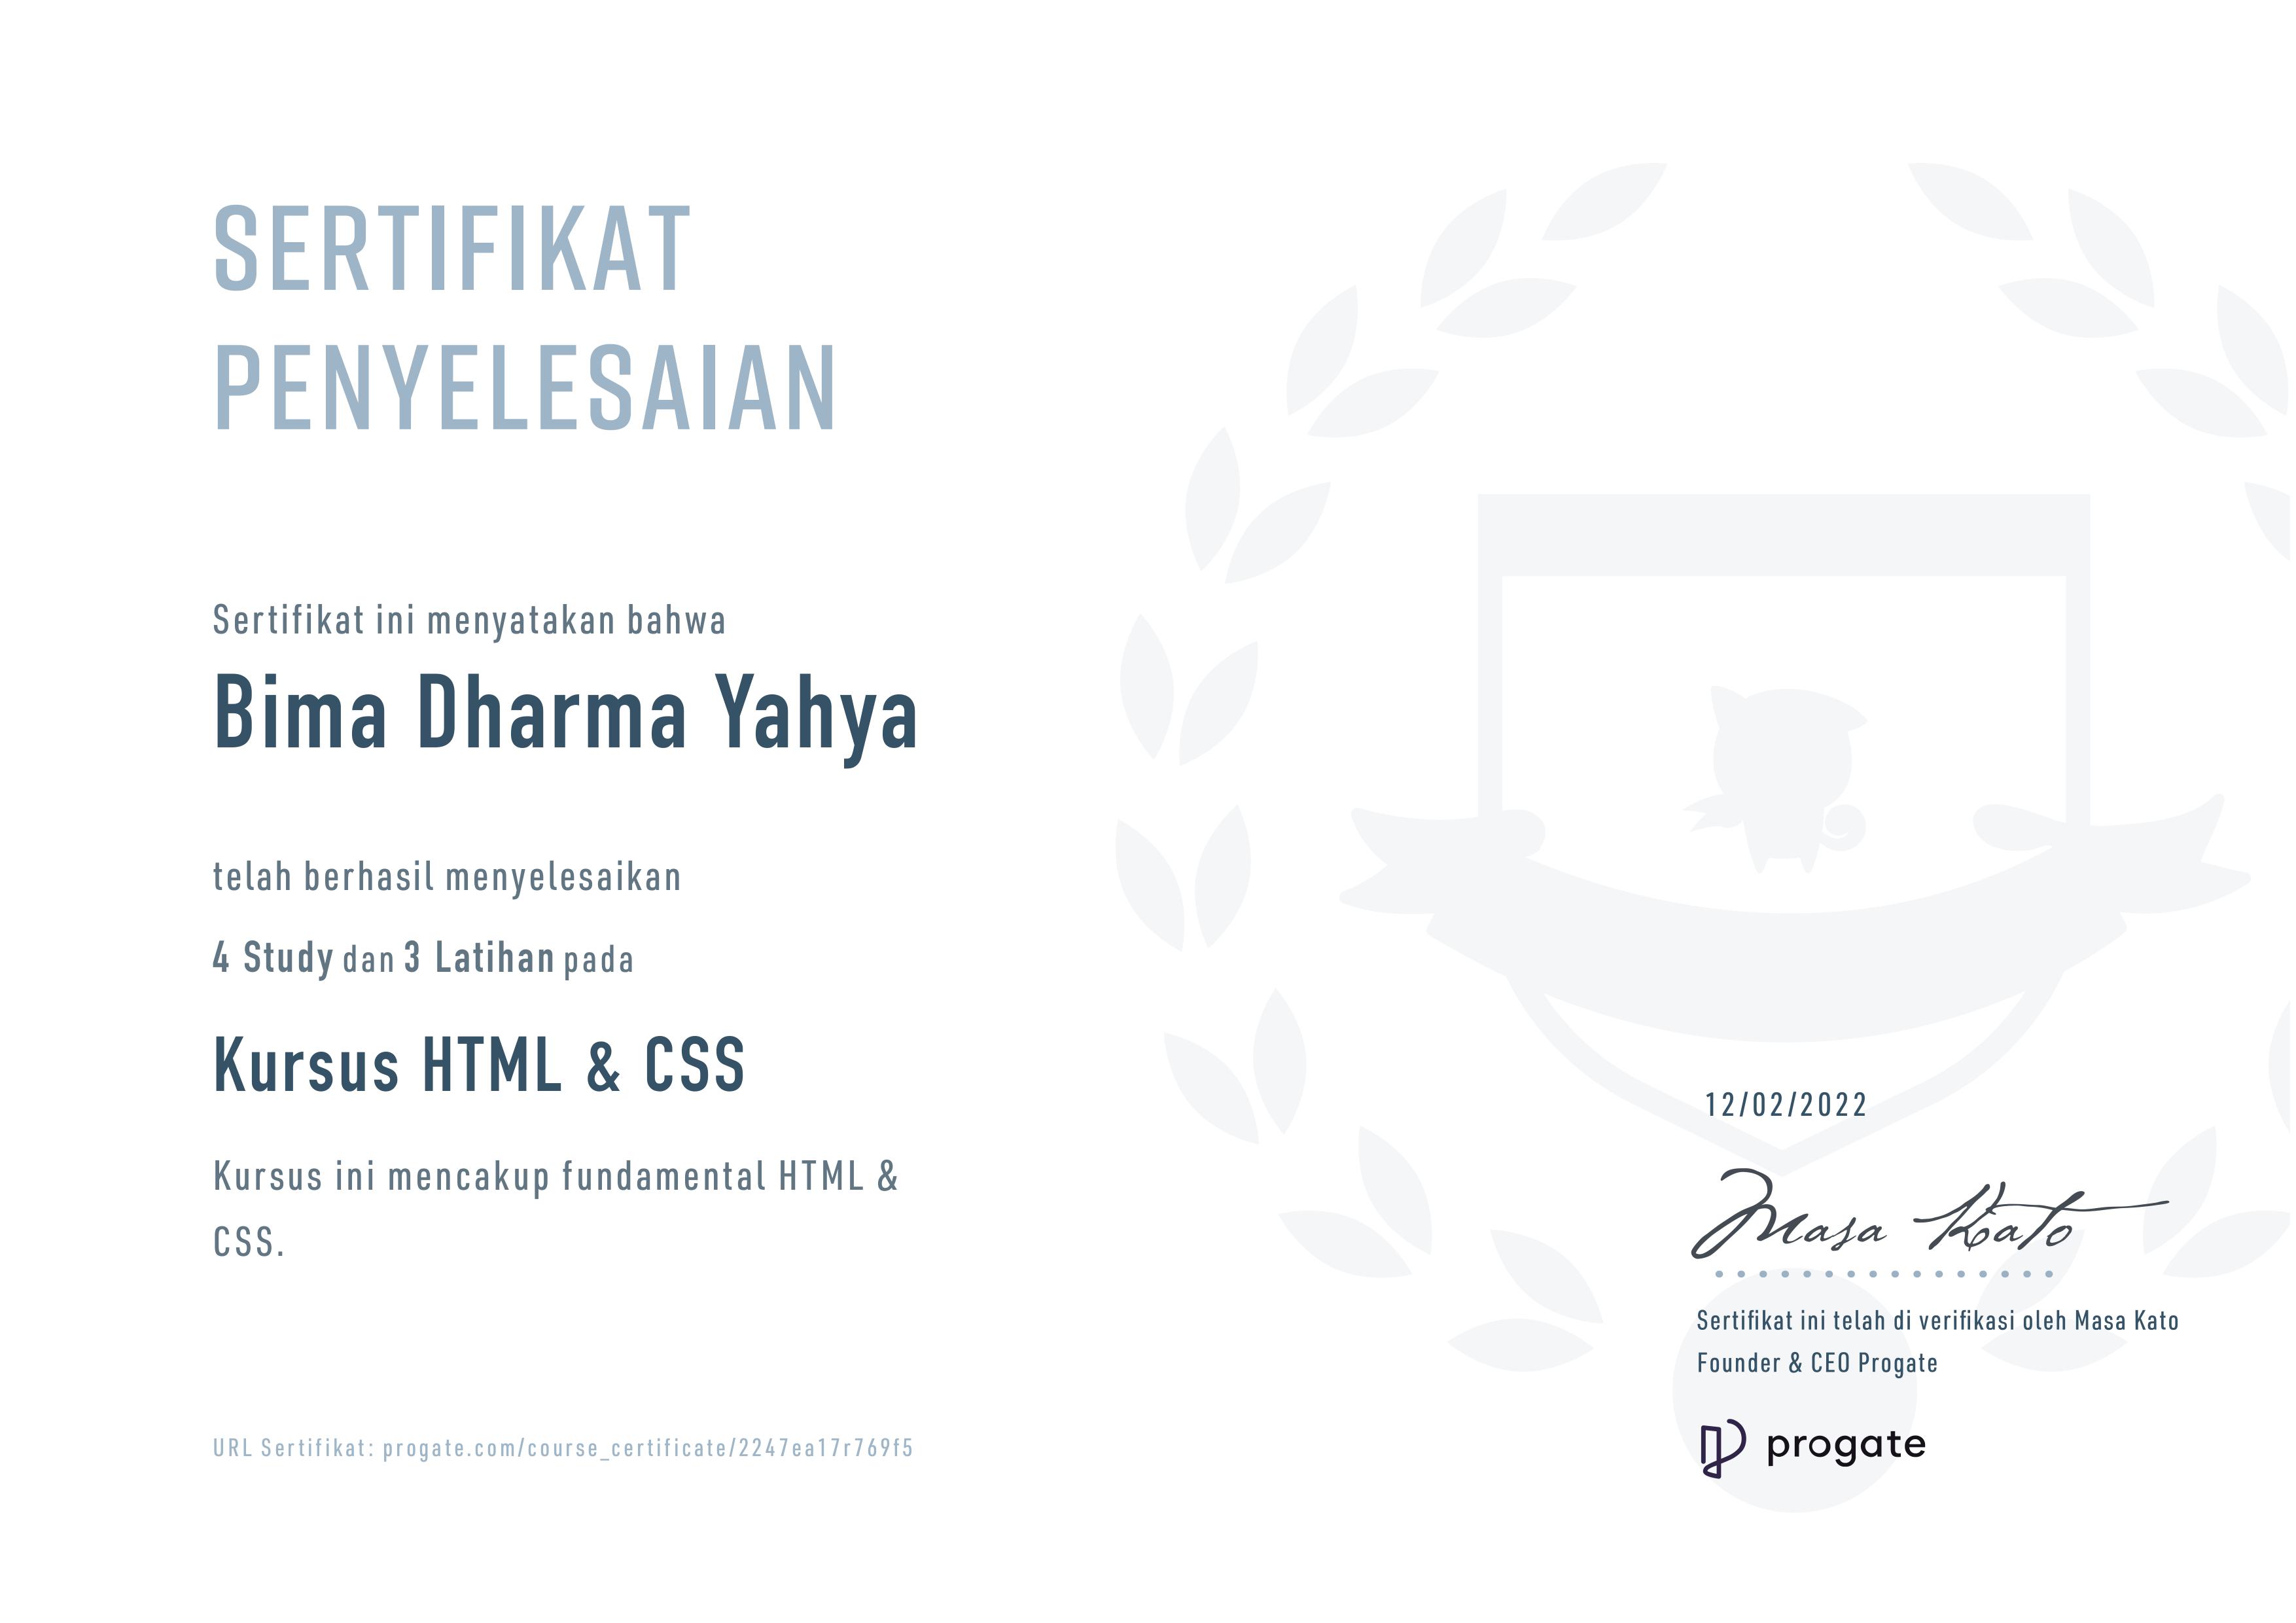 SERTIFIKAT
PENYELESAIAN
Sertifikat ini menyatakan bahwa
Bima Dharma Yahya
telah berhasil menyelesaikan
4 Study dan 3 Latihan pada
Kursus HTML & CSS
Kursus ini mencakup fundamental HTML &
CSS.
URL Sertifikat: progate.com/course_certificate/2247ea17r769f5
12/02/2022
Masa Kato
Sertifikat ini telah di verifikasi oleh Masa Kato
Founder & CEO Progate
progate